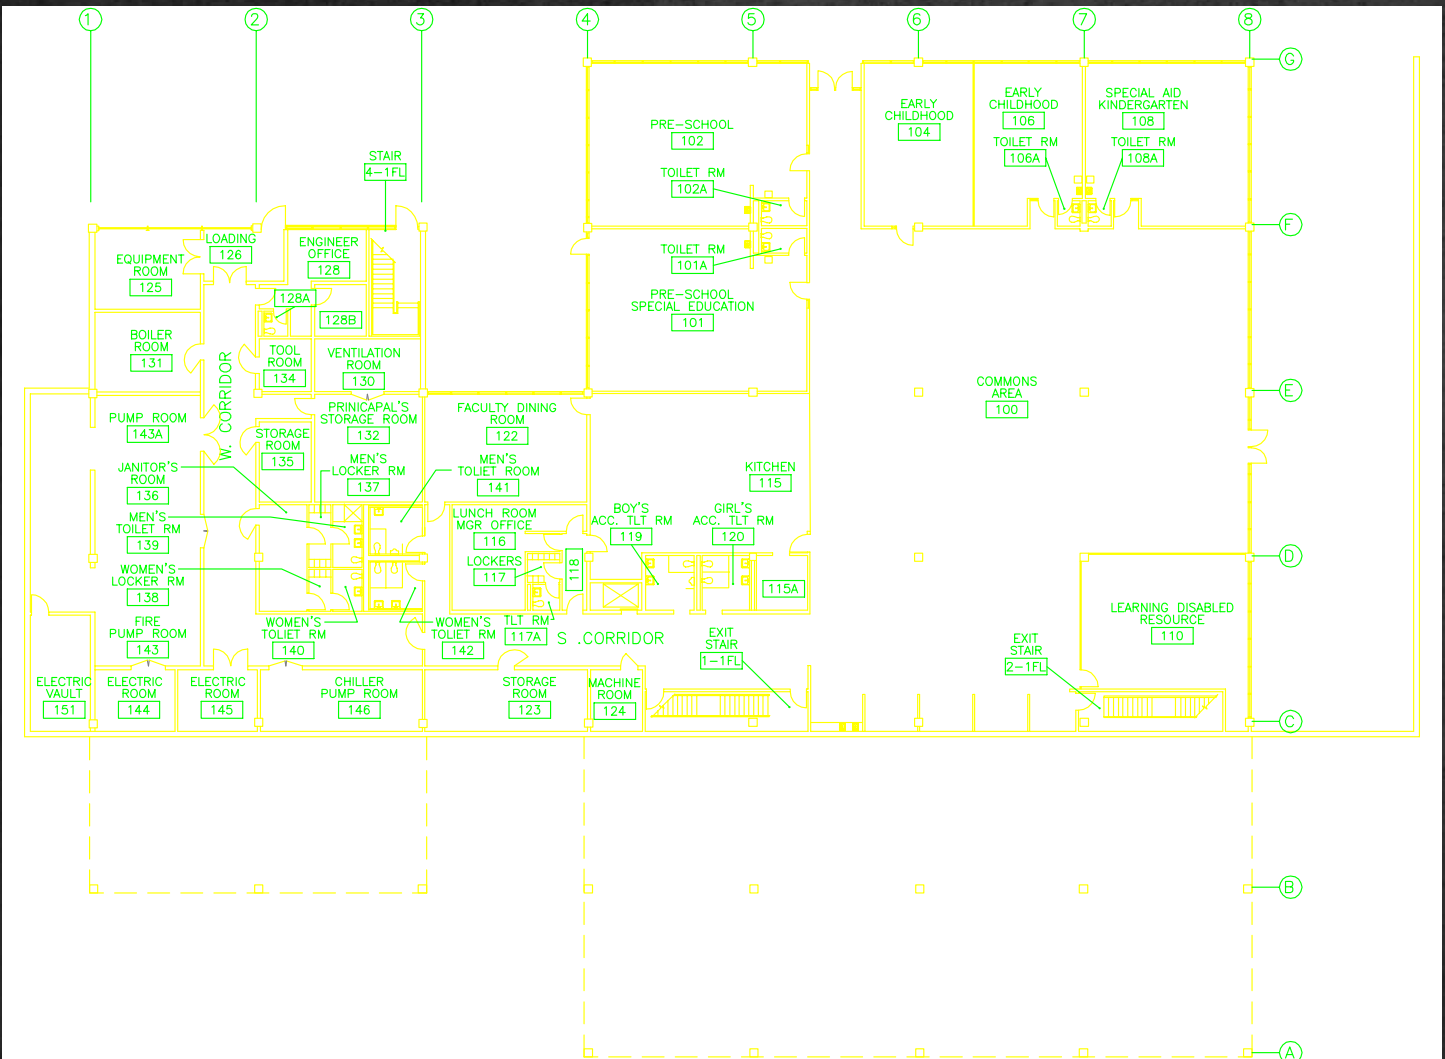 1
2
3
4
5
6
7
8
G
F
E
D
C
B
A
STAIR
4-1FL
PRE-SCHOOL
102
TOILET RM
102A
TOILET RM
101A
PRE-SCHOOL
SPECIAL EDUCATION
101
EARLY
CHILDHOOD
104
EARLY
CHILDHOOD
106
TOILET RM
106A
SPECIAL AID
KINDERGARTEN
108
TOILET RM
108A
LOADING
126
ENGINEER
OFFICE
128
EQUIPMENT
ROOM
125
128A
128B
BOILER
ROOM
131
W. CORRIDOR
TOOL
ROOM
134
VENTILATION
ROOM
130
COMMONS
AREA
100
PUMP ROOM
143A
STORAGE
ROOM
135
PRINICAPAL'S
STORAGE ROOM
132
FACULTY DINING
ROOM
122
JANITOR'S
ROOM
136
MEN'S
LOCKER RM
137
MEN'S
TOLIET ROOM
141
KITCHEN
115
MEN'S
TOILET RM
139
LUNCH ROOM
MGR OFFICE
116
BOY'S
ACC. TLT RM
119
GIRL'S
ACC. TLT RM
120
WOMEN'S
LOCKER RM
138
LOCKERS
117
118
115A
FIRE
PUMP ROOM
143
WOMEN'S
TOLIET RM
140
WOMEN'S
TOLIET RM
142
TLT RM
117A
S .CORRIDOR
EXIT
STAIR
1-1FL
EXIT
STAIR
2-1FL
LEARNING DISABLED
RESOURCE
110
ELECTRIC
VAULT
151
ELECTRIC
ROOM
144
ELECTRIC
ROOM
145
CHILLER
PUMP ROOM
146
STORAGE
ROOM
123
MACHINE
ROOM
124